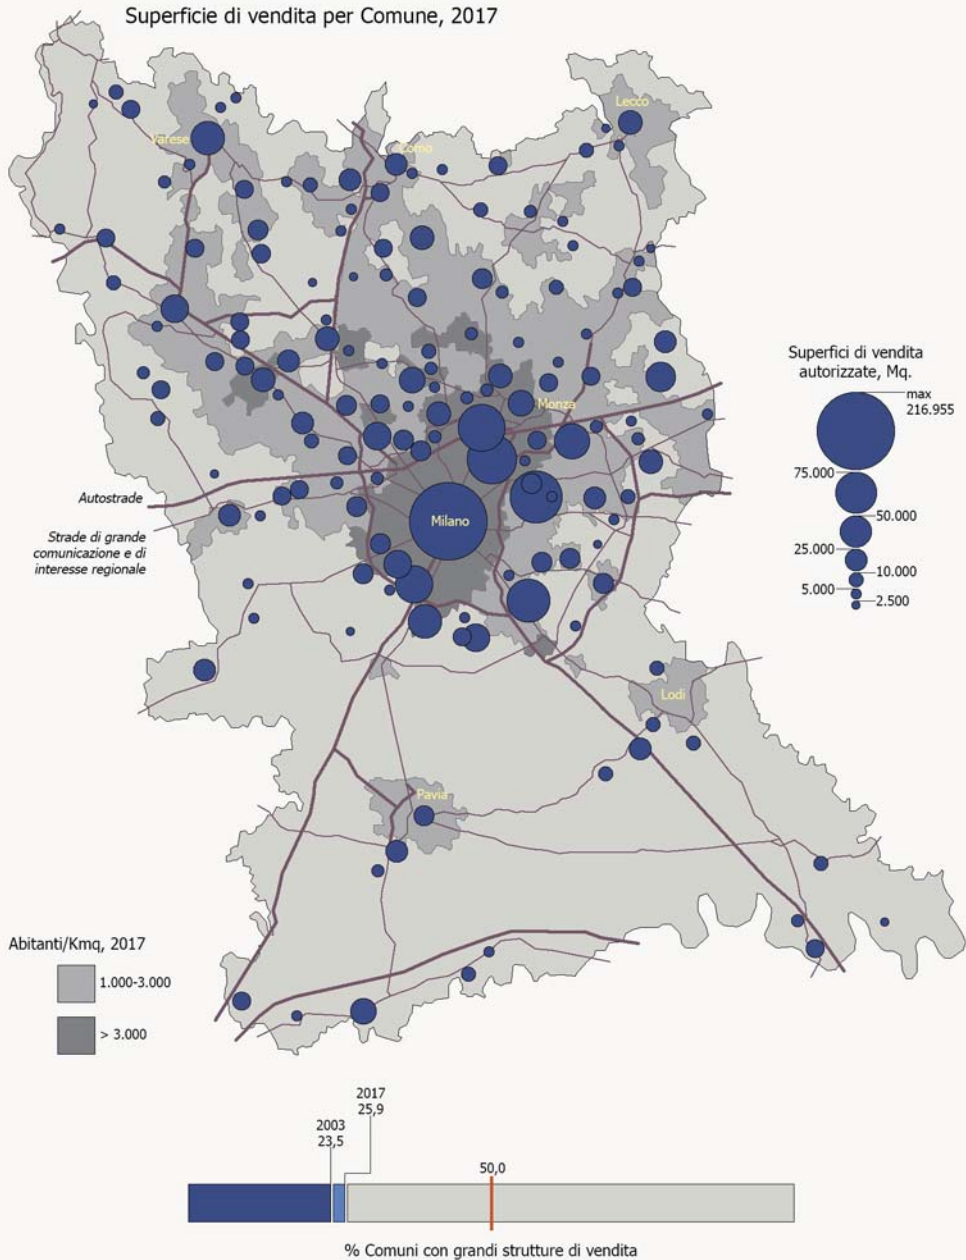 Superficie di vendita per Comune, 2017
Lecco
Varese
Como
Monza
Superfici di vendita
autorizzate, Mq.
max
216.955
75.000
50.000
25.000
10.000
5.000
2.500
Autostrade
Strade di grande
comunicazione e di
interesse regionale
Milano
Lodi
Pavia
Abitanti/Kmq, 2017
1.000-3.000
> 3.000
2017
25,9
2003
23,5
50,0
% Comuni con grandi strutture di vendita